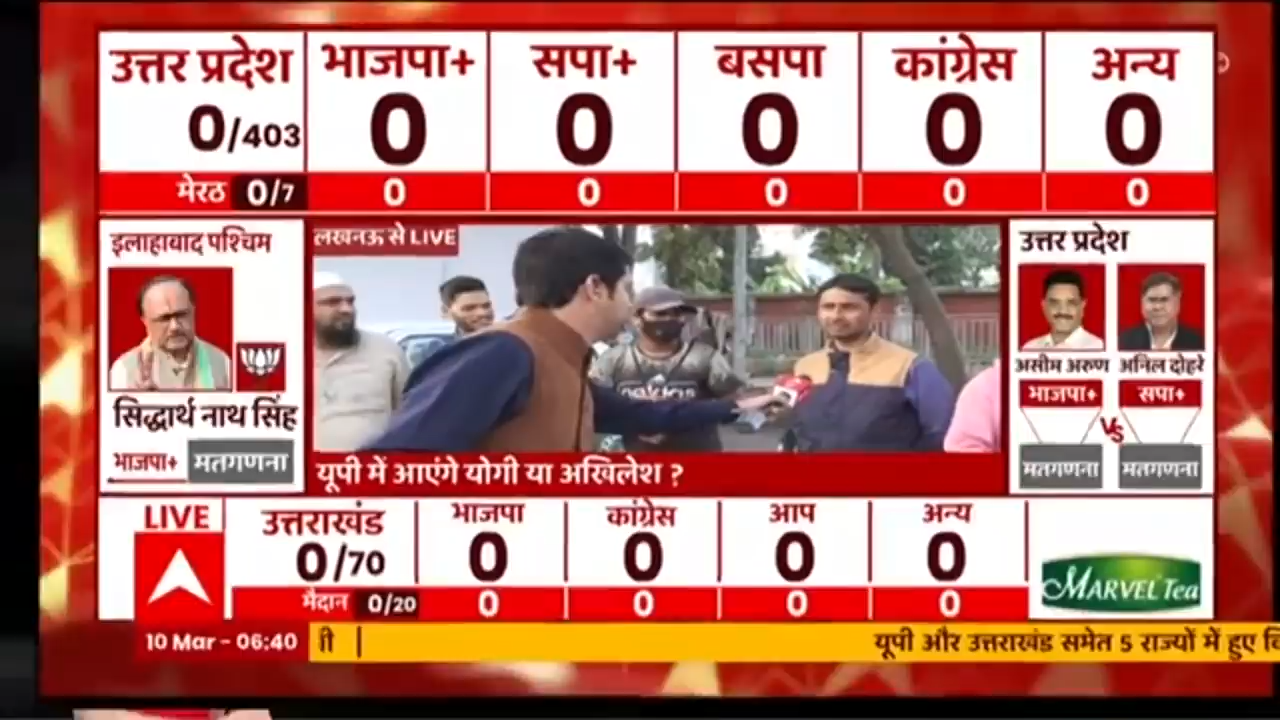 उत्तर प्रदेश
0/403
भाजपा+
0
सपा+
0
बसपा
0
कांग्रेस
0
अन्य
0
मेरठ 0/7
0
0
0
0
0
इलाहाबाद पश्चिम
सिद्धार्थ नाथ सिंह
भाजपा+ मतगणना
लखनऊ से LIVE
यूपी में आएंगे योगी या अखिलेश ?
उत्तर प्रदेश
असीम अरुण अनिल दोहरे
भाजपा+ VS सपा+
मतगणना मतगणना
LIVE
उत्तराखंड
0/70
भाजपा
0
कांग्रेस
0
आप
0
अन्य
0
मैदान 0/20
0
0
0
0
MARVEL Tea
10 Mar - 06:40
यूपी और उत्तराखंड समेत 5 राज्यों में हुए